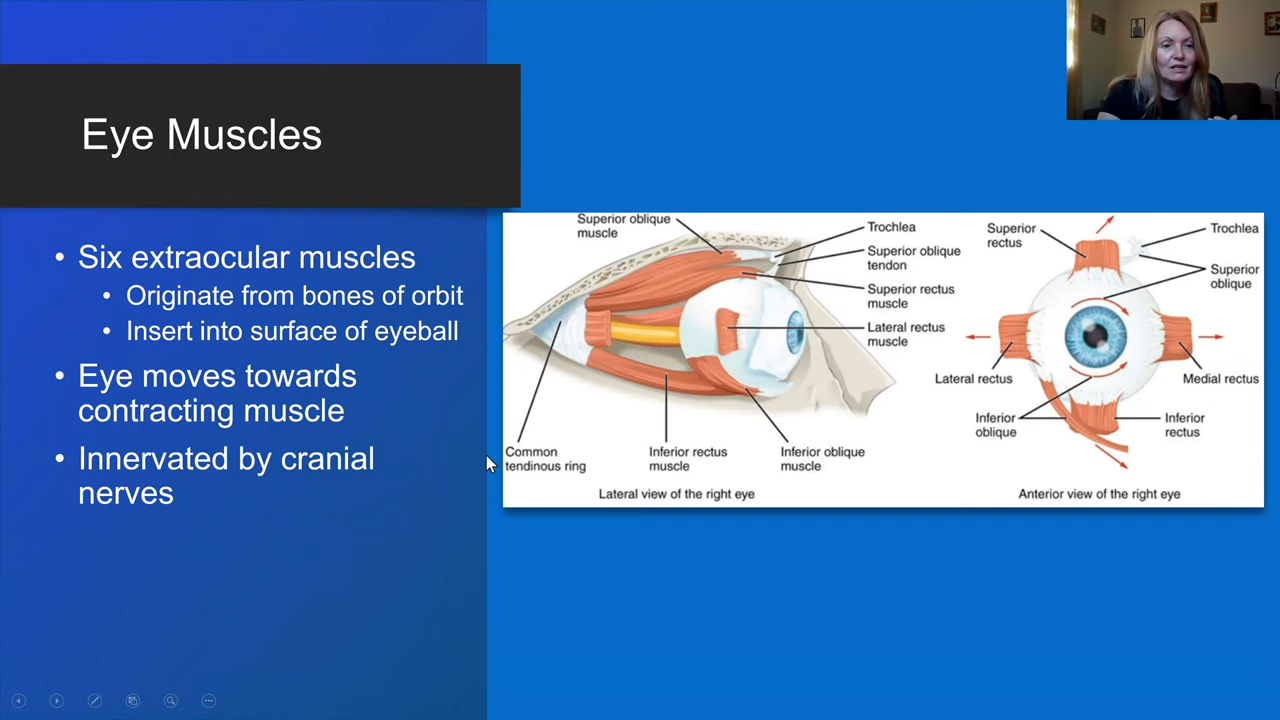 Eye Muscles
• Six extraocular muscles
• Originate from bones of orbit
• Insert into surface of eyeball
• Eye moves towards
contracting muscle
• Innervated by cranial
nerves
Superior oblique
muscle
Trochlea
Superior oblique
tendon
Superior rectus
muscle
Lateral rectus
muscle
Common
tendinous ring
Inferior rectus
muscle
Inferior oblique
muscle
Lateral view of the right eye
Superior
rectus
Trochlea
Superior
oblique
Lateral rectus
Medial rectus
Inferior
oblique
Inferior
rectus
Anterior view of the right eye